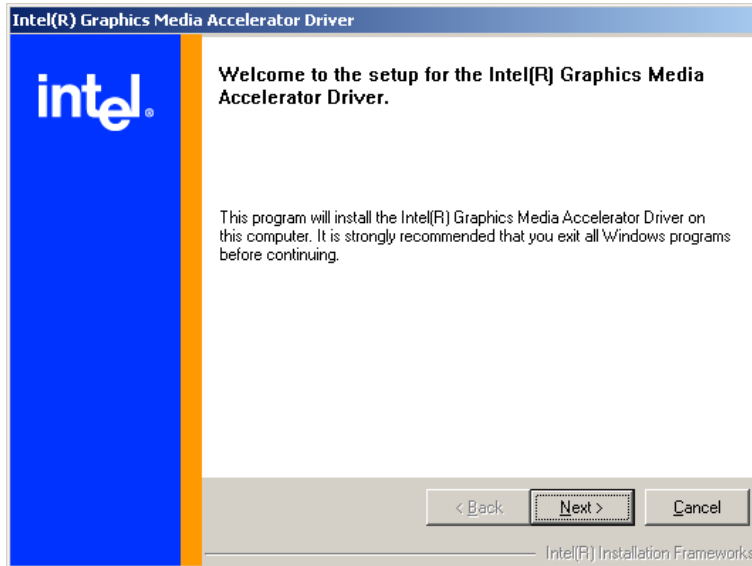 Intel(R) Graphics Media Accelerator Driver
intel®
Welcome to the setup for the Intel(R) Graphics Media
Accelerator Driver.
This program will install the Intel(R) Graphics Media Accelerator Driver on
this computer. It is strongly recommended that you exit all Windows programs
before continuing.
< Back
Next >
Cancel
Intel(R) Installation Frameworks